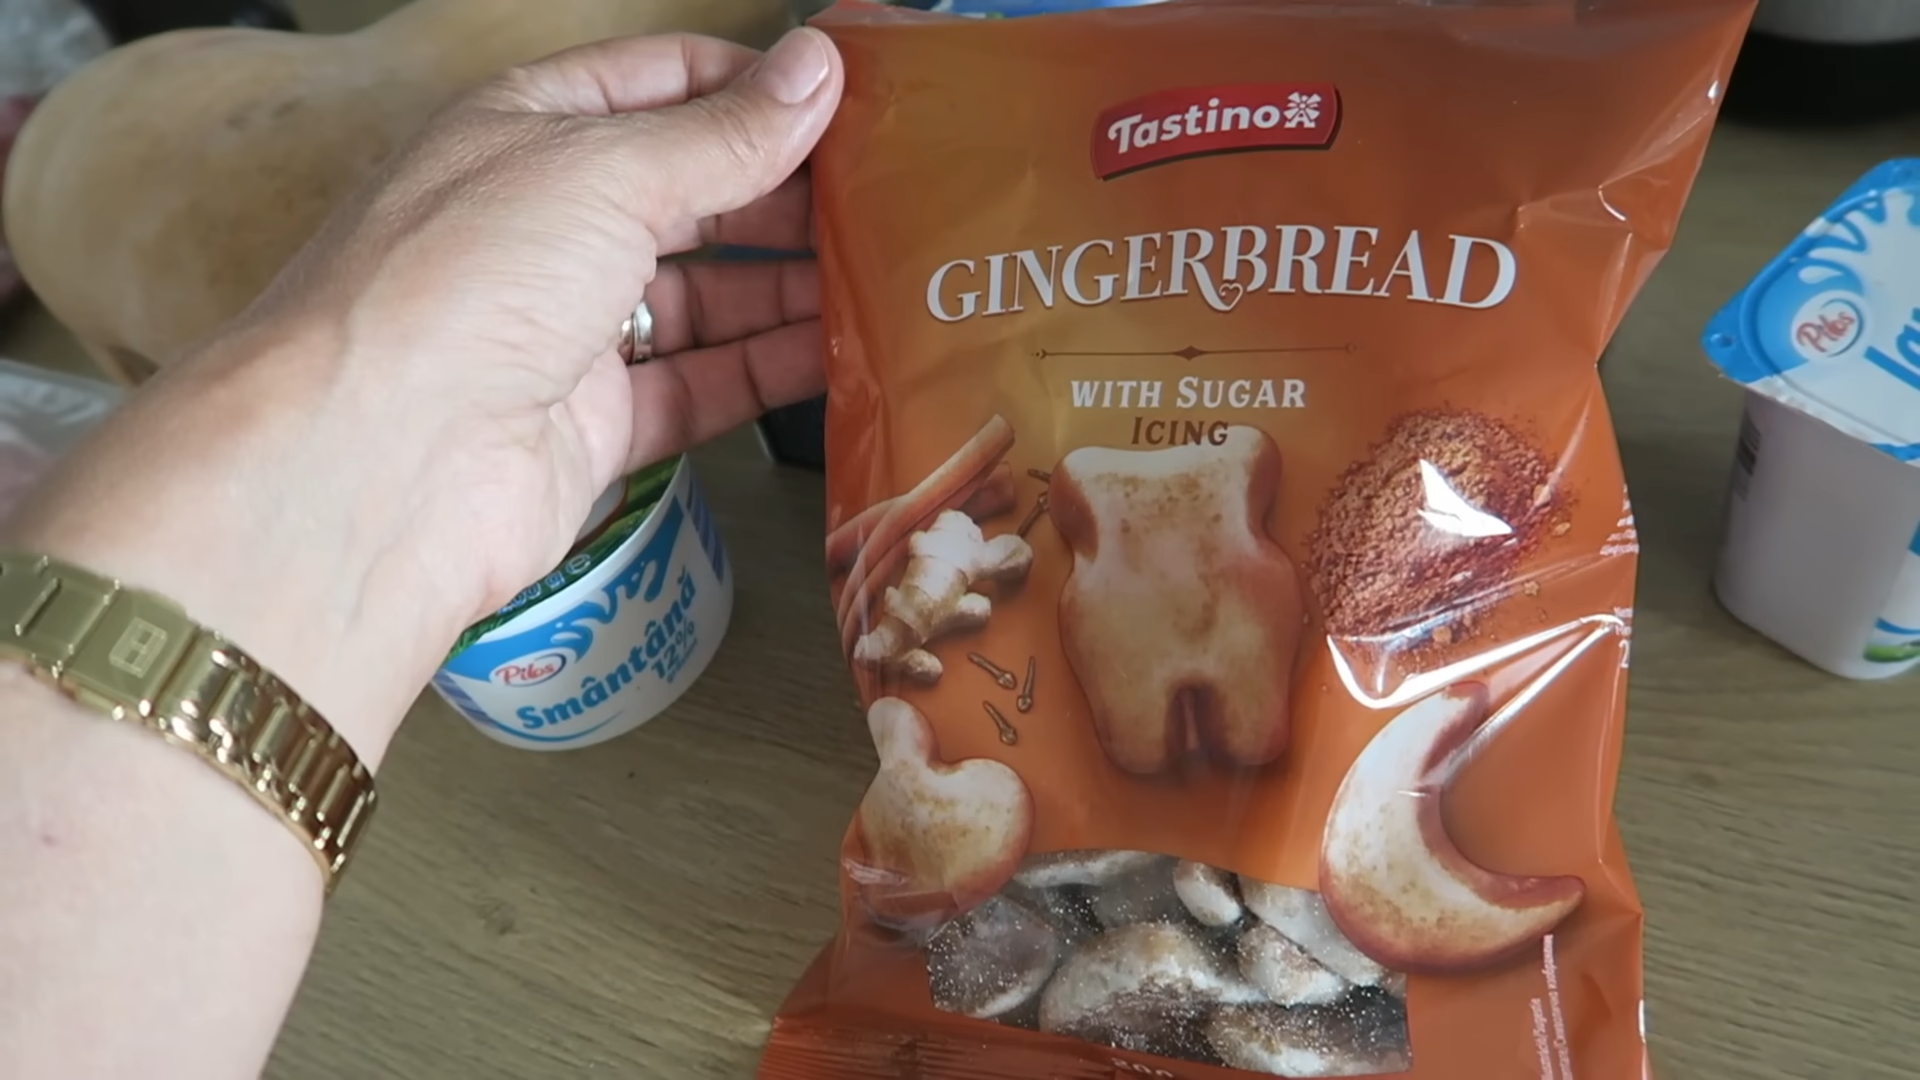 Tastino
GINGERBREAD
WITH SUGAR
ICING
Pilos
Smântână
12%
Pilos